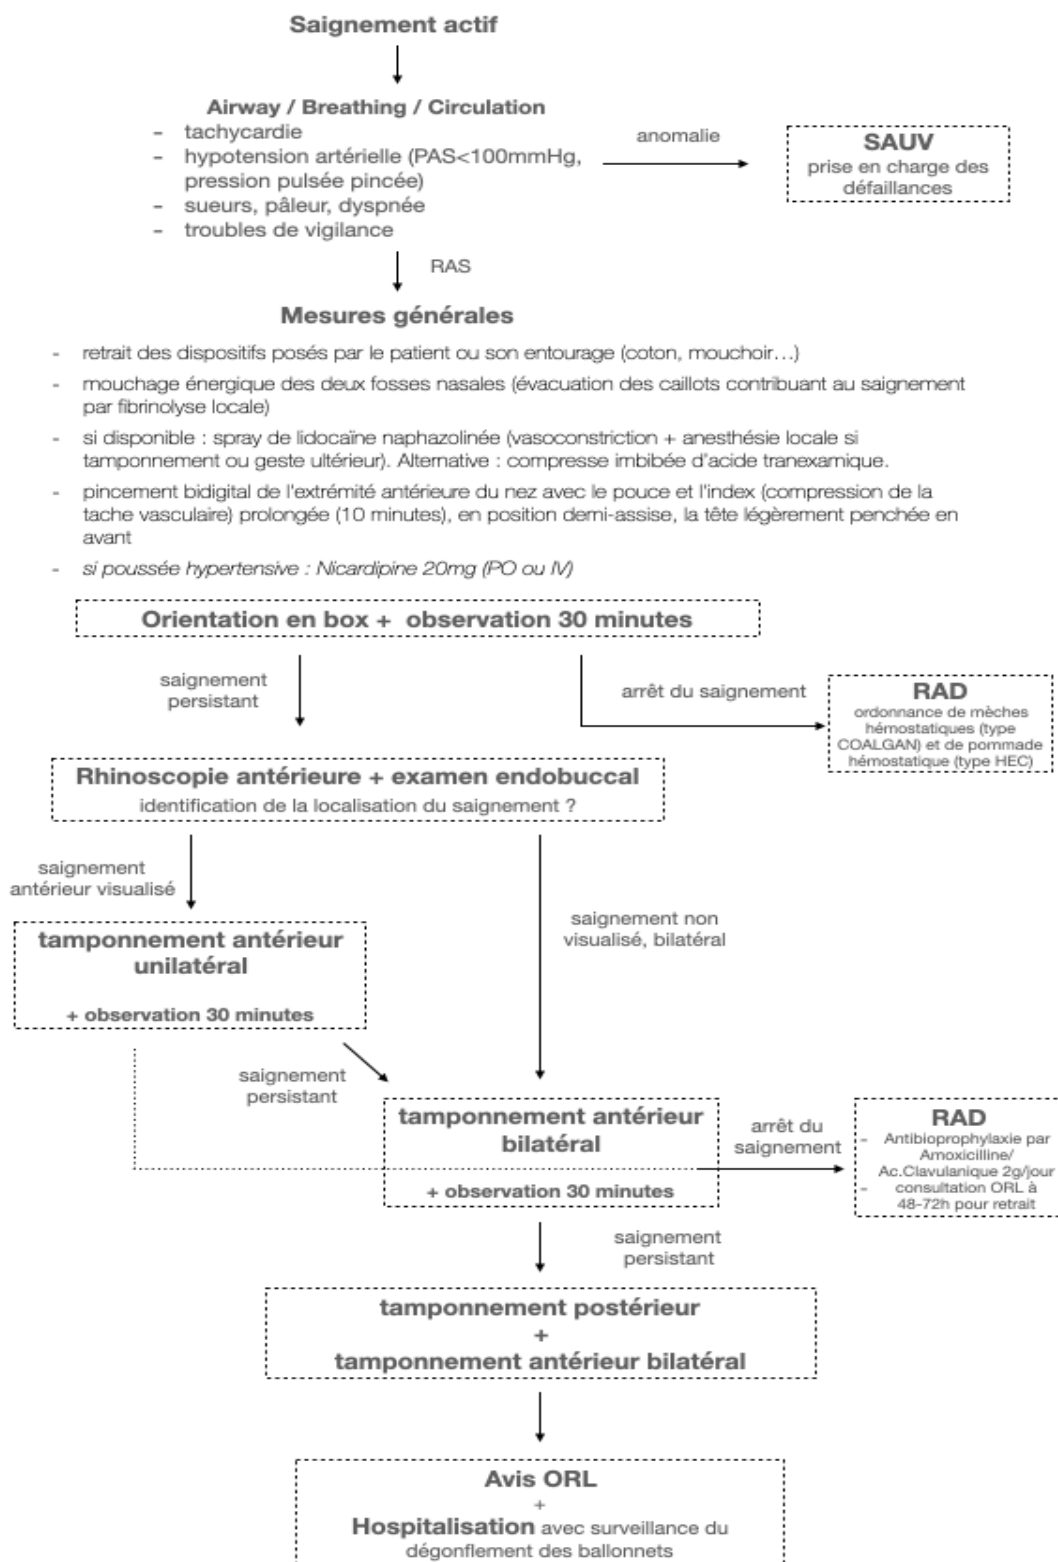 Saignement actif
Airway / Breathing / Circulation
- tachycardie
- hypotension artérielle (PAS<100mmHg,
pression pulsée pincée)
- sueurs, pâleur, dyspnée
- troubles de vigilance
anomalie
SAUV
prise en charge des
défaillances
RAS
Mesures générales
- retrait des dispositifs posés par le patient ou son entourage (coton, mouchoir…)
- mouchage énergique des deux fosses nasales (évacuation des caillots contribuant au saignement
par fibrinolyse locale)
- si disponible : spray de lidocaïne naphazolinée (vasoconstriction + anesthésie locale si
tamponnement ou geste ultérieur). Alternative : compresse imbibée d'acide tranexamique.
- pincement bidigital de l'extrémité antérieure du nez avec le pouce et l'index (compression de la
tache vasculaire) prolongée (10 minutes), en position demi-assise, la tête légèrement penchée en
avant
- si poussée hypertensive : Nicardipine 20mg (PO ou IV)
Orientation en box + observation 30 minutes
saignement
persistant
arrêt du saignement
RAD
ordonnance de mèches
hémostatiques (type
COALGAN) et de pommade
hémostatique (type HEC)
Rhinoscopie antérieure + examen endobuccal
identification de la localisation du saignement ?
saignement
antérieur visualisé
saignement non
visualisé, bilatéral
tamponnement antérieur
unilatéral
+ observation 30 minutes
saignement
persistant
tamponnement antérieur
bilatéral
+ observation 30 minutes
arrêt du
saignement
RAD
- Antibioprophylaxie par
Amoxicilline/
Ac.Clavulanique 2g/jour
- consultation ORL à
48-72h pour retrait
saignement
persistant
tamponnement postérieur
+
tamponnement antérieur bilatéral
Avis ORL
+
Hospitalisation avec surveillance du
dégonflement des ballonnets